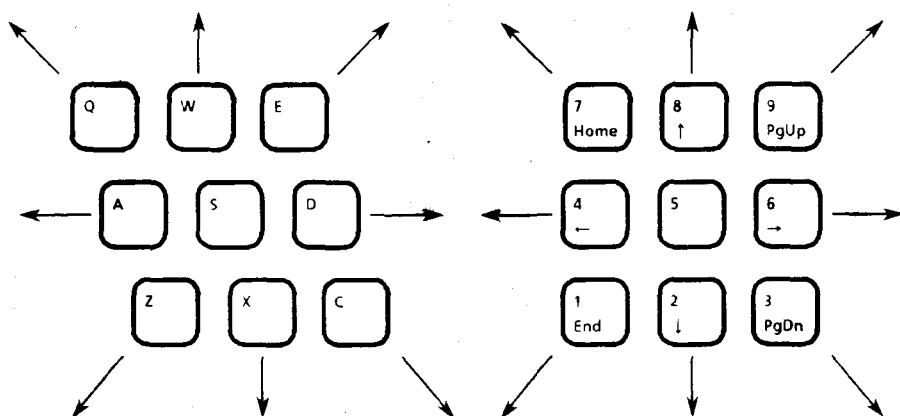 Q W E
A S D
Z X C
7 8 9
Home ↑ PgUp
4 5 6
← →
1 2 3
End ↓ PgDn